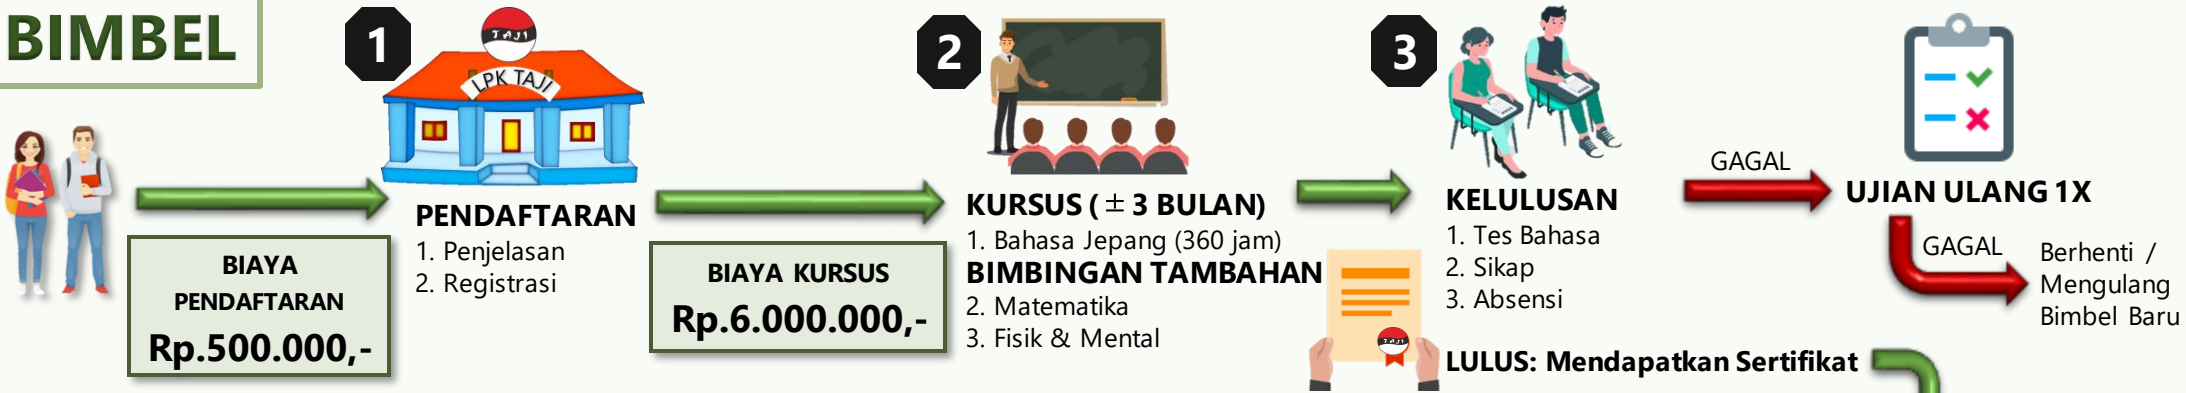 BIMBEL
1
TAJI
LPK TAJI
PENDAFTARAN
1. Penjelasan
2. Registrasi
BIAYA
PENDAFTARAN
Rp.500.000,-
2
KURSUS ( ± 3 BULAN)
1. Bahasa Jepang (360 jam)
BIMBINGAN TAMBAHAN
2. Matematika
3. Fisik & Mental
BIAYA KURSUS
Rp.6.000.000,-
3
KELULUSAN
1. Tes Bahasa
2. Sikap
3. Absensi
TAJI
LULUS: Mendapatkan Sertifikat
GAGAL
UJIAN ULANG 1X
GAGAL
Berhenti /
Mengulang
Bimbel Baru